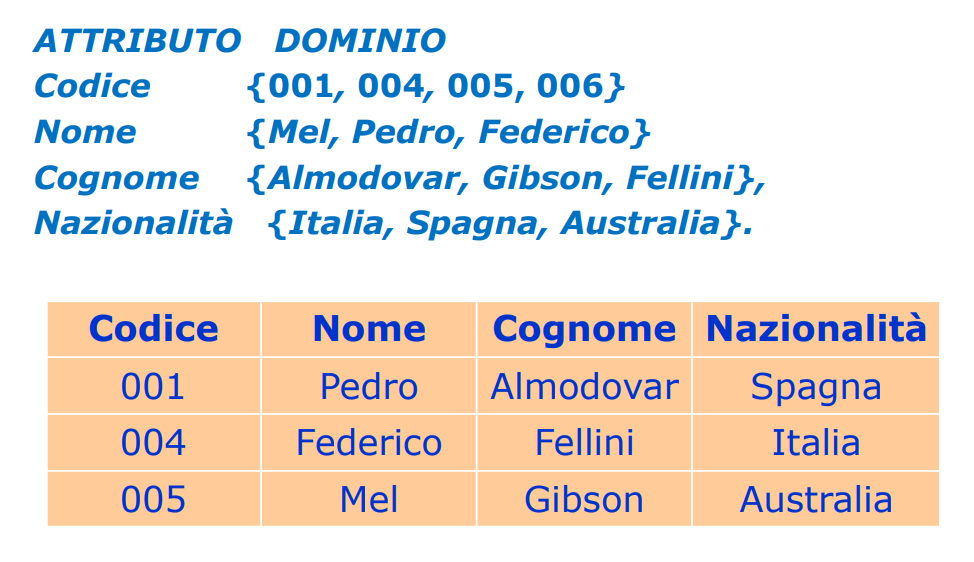 ATTRIBUTO DOMINIO
Codice {001, 004, 005, 006}
Nome {Mel, Pedro, Federico}
Cognome {Almodovar, Gibson, Fellini},
Nazionalità {Italia, Spagna, Australia}.
Codice Nome Cognome Nazionalità
001 Pedro Almodovar Spagna
004 Federico Fellini Italia
005 Mel Gibson Australia